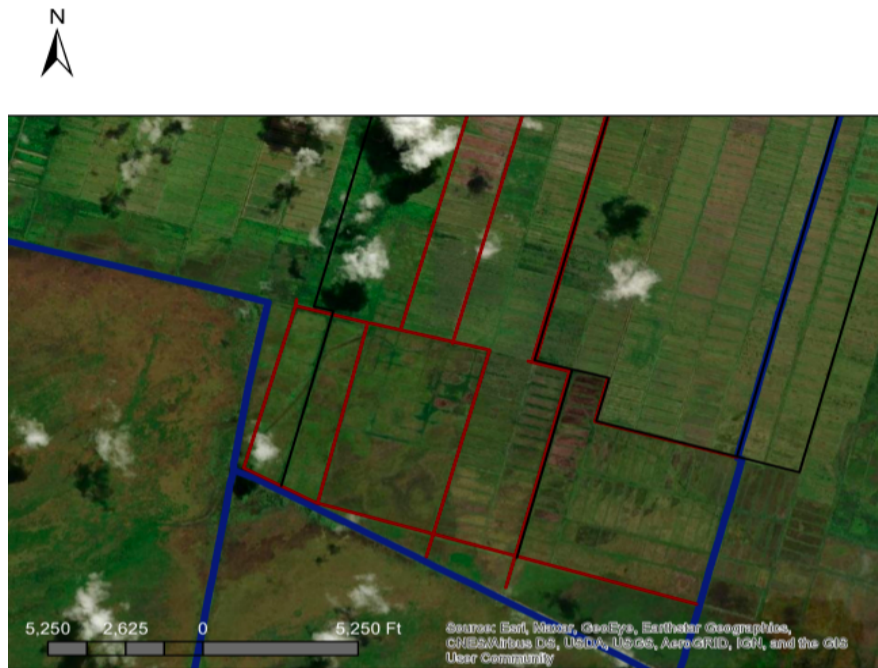 N
5,250 2,625 0 5,250 Ft
Source: Esri, Maxar, GeoEye, Earthstar Geographics,
CNES/Airbus DS, USDA, USGS, AeroGRID, IGN, and the GIS
User Community